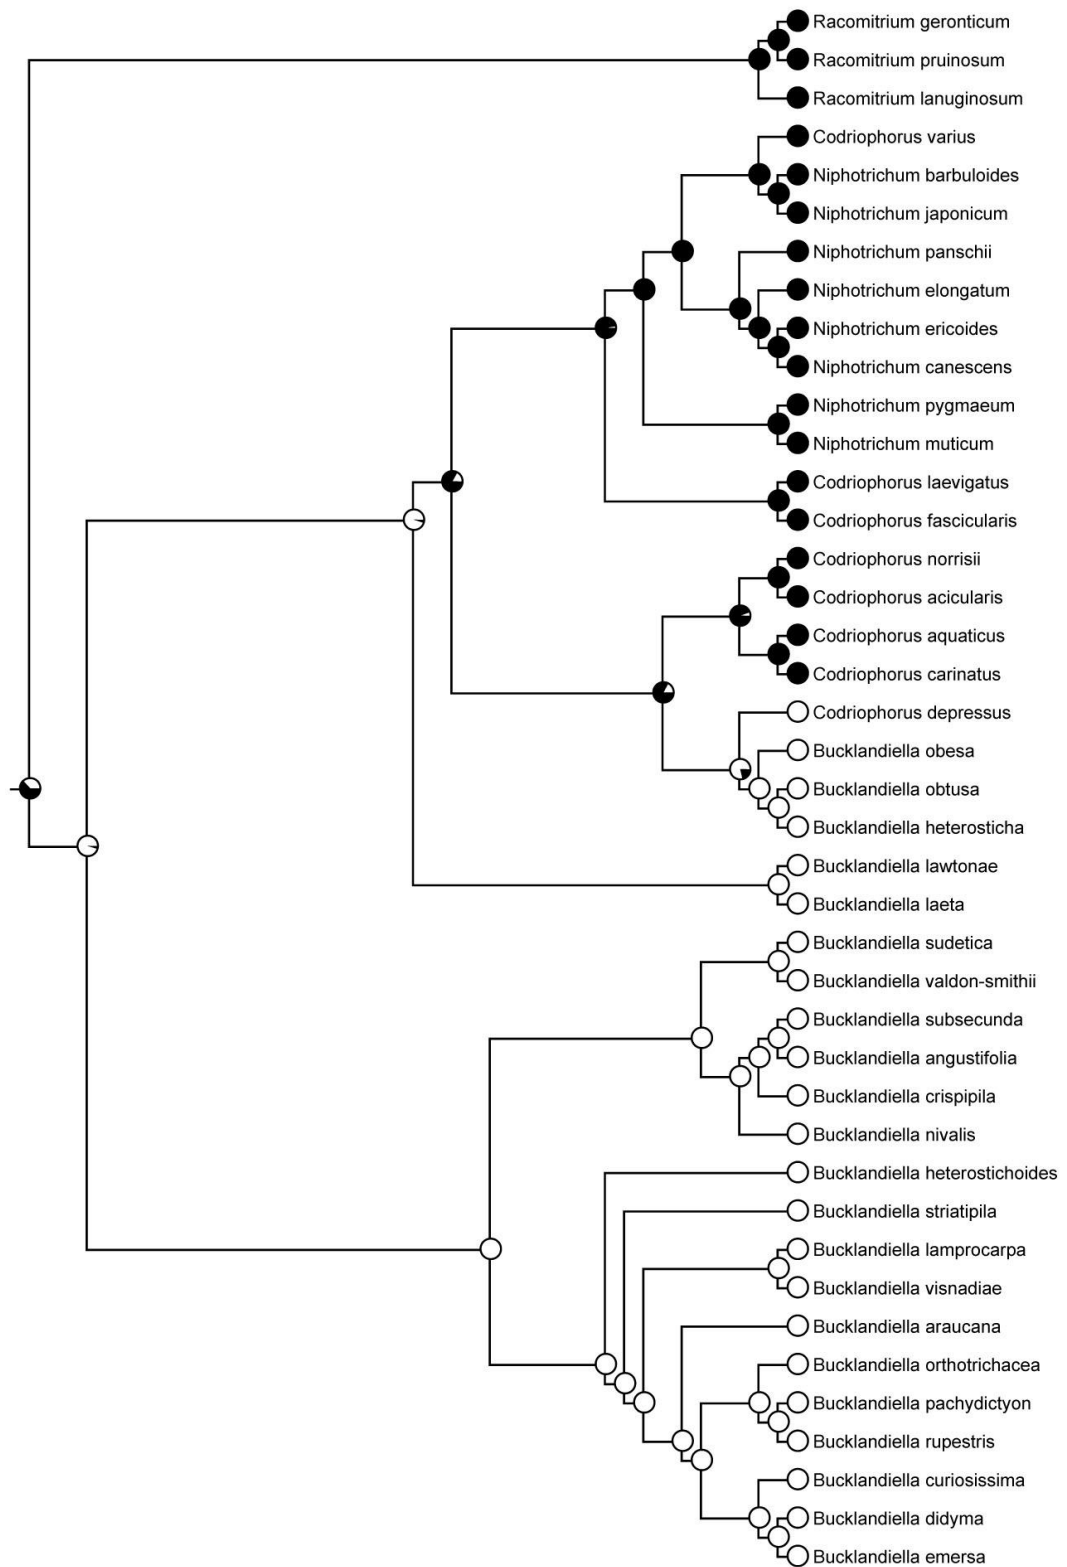 Racomitrium geronticum
Racomitrium pruinosum
Racomitrium lanuginosum
Codriophorus varius
Niphotrichum barbuloides
Niphotrichum japonicum
Niphotrichum panschii
Niphotrichum elongatum
Niphotrichum ericoides
Niphotrichum canescens
Niphotrichum pygmaeum
Niphotrichum muticum
Codriophorus laevigatus
Codriophorus fascicularis
Codriophorus norrisii
Codriophorus acicularis
Codriophorus aquaticus
Codriophorus carinatus
Codriophorus depressus
Bucklandiella obesa
Bucklandiella obtusa
Bucklandiella heterosticha
Bucklandiella lawtonae
Bucklandiella laeta
Bucklandiella sudetica
Bucklandiella valdon-smithii
Bucklandiella subsecunda
Bucklandiella angustifolia
Bucklandiella crispipila
Bucklandiella nivalis
Bucklandiella heterostichoides
Bucklandiella striatipila
Bucklandiella lamprocarpa
Bucklandiella visnadiae
Bucklandiella araucana
Bucklandiella orthotrichacea
Bucklandiella pachydictyon
Bucklandiella rupestris
Bucklandiella curiosissima
Bucklandiella didyma
Bucklandiella emersa